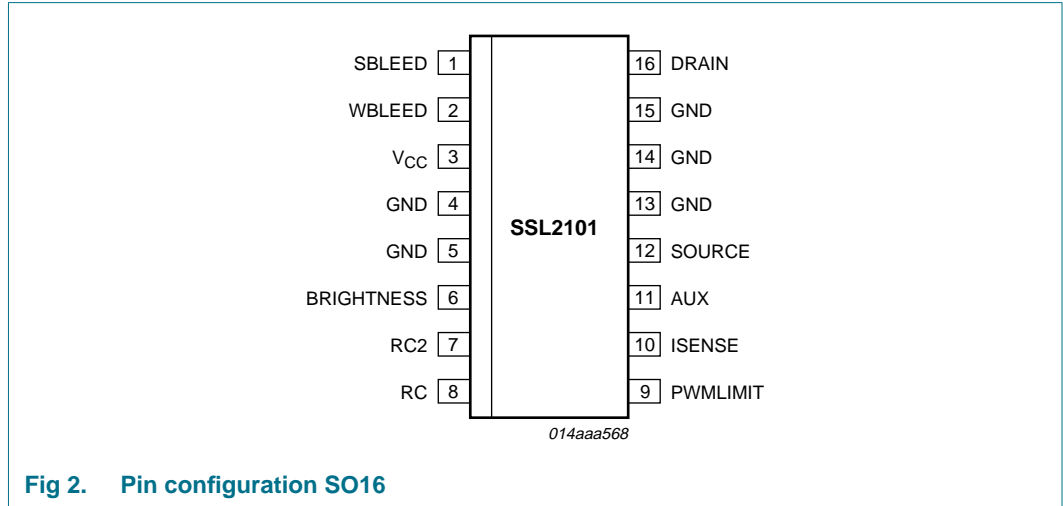 SBLEED 1
WBLEED 2
VCC 3
GND 4
GND 5
BRIGHTNESS 6
RC2 7
RC 8
SSL2101
16 DRAIN
15 GND
14 GND
13 GND
12 SOURCE
11 AUX
10 ISENSE
9 PWMLIMIT
014aaa568
Fig 2. Pin configuration SO16